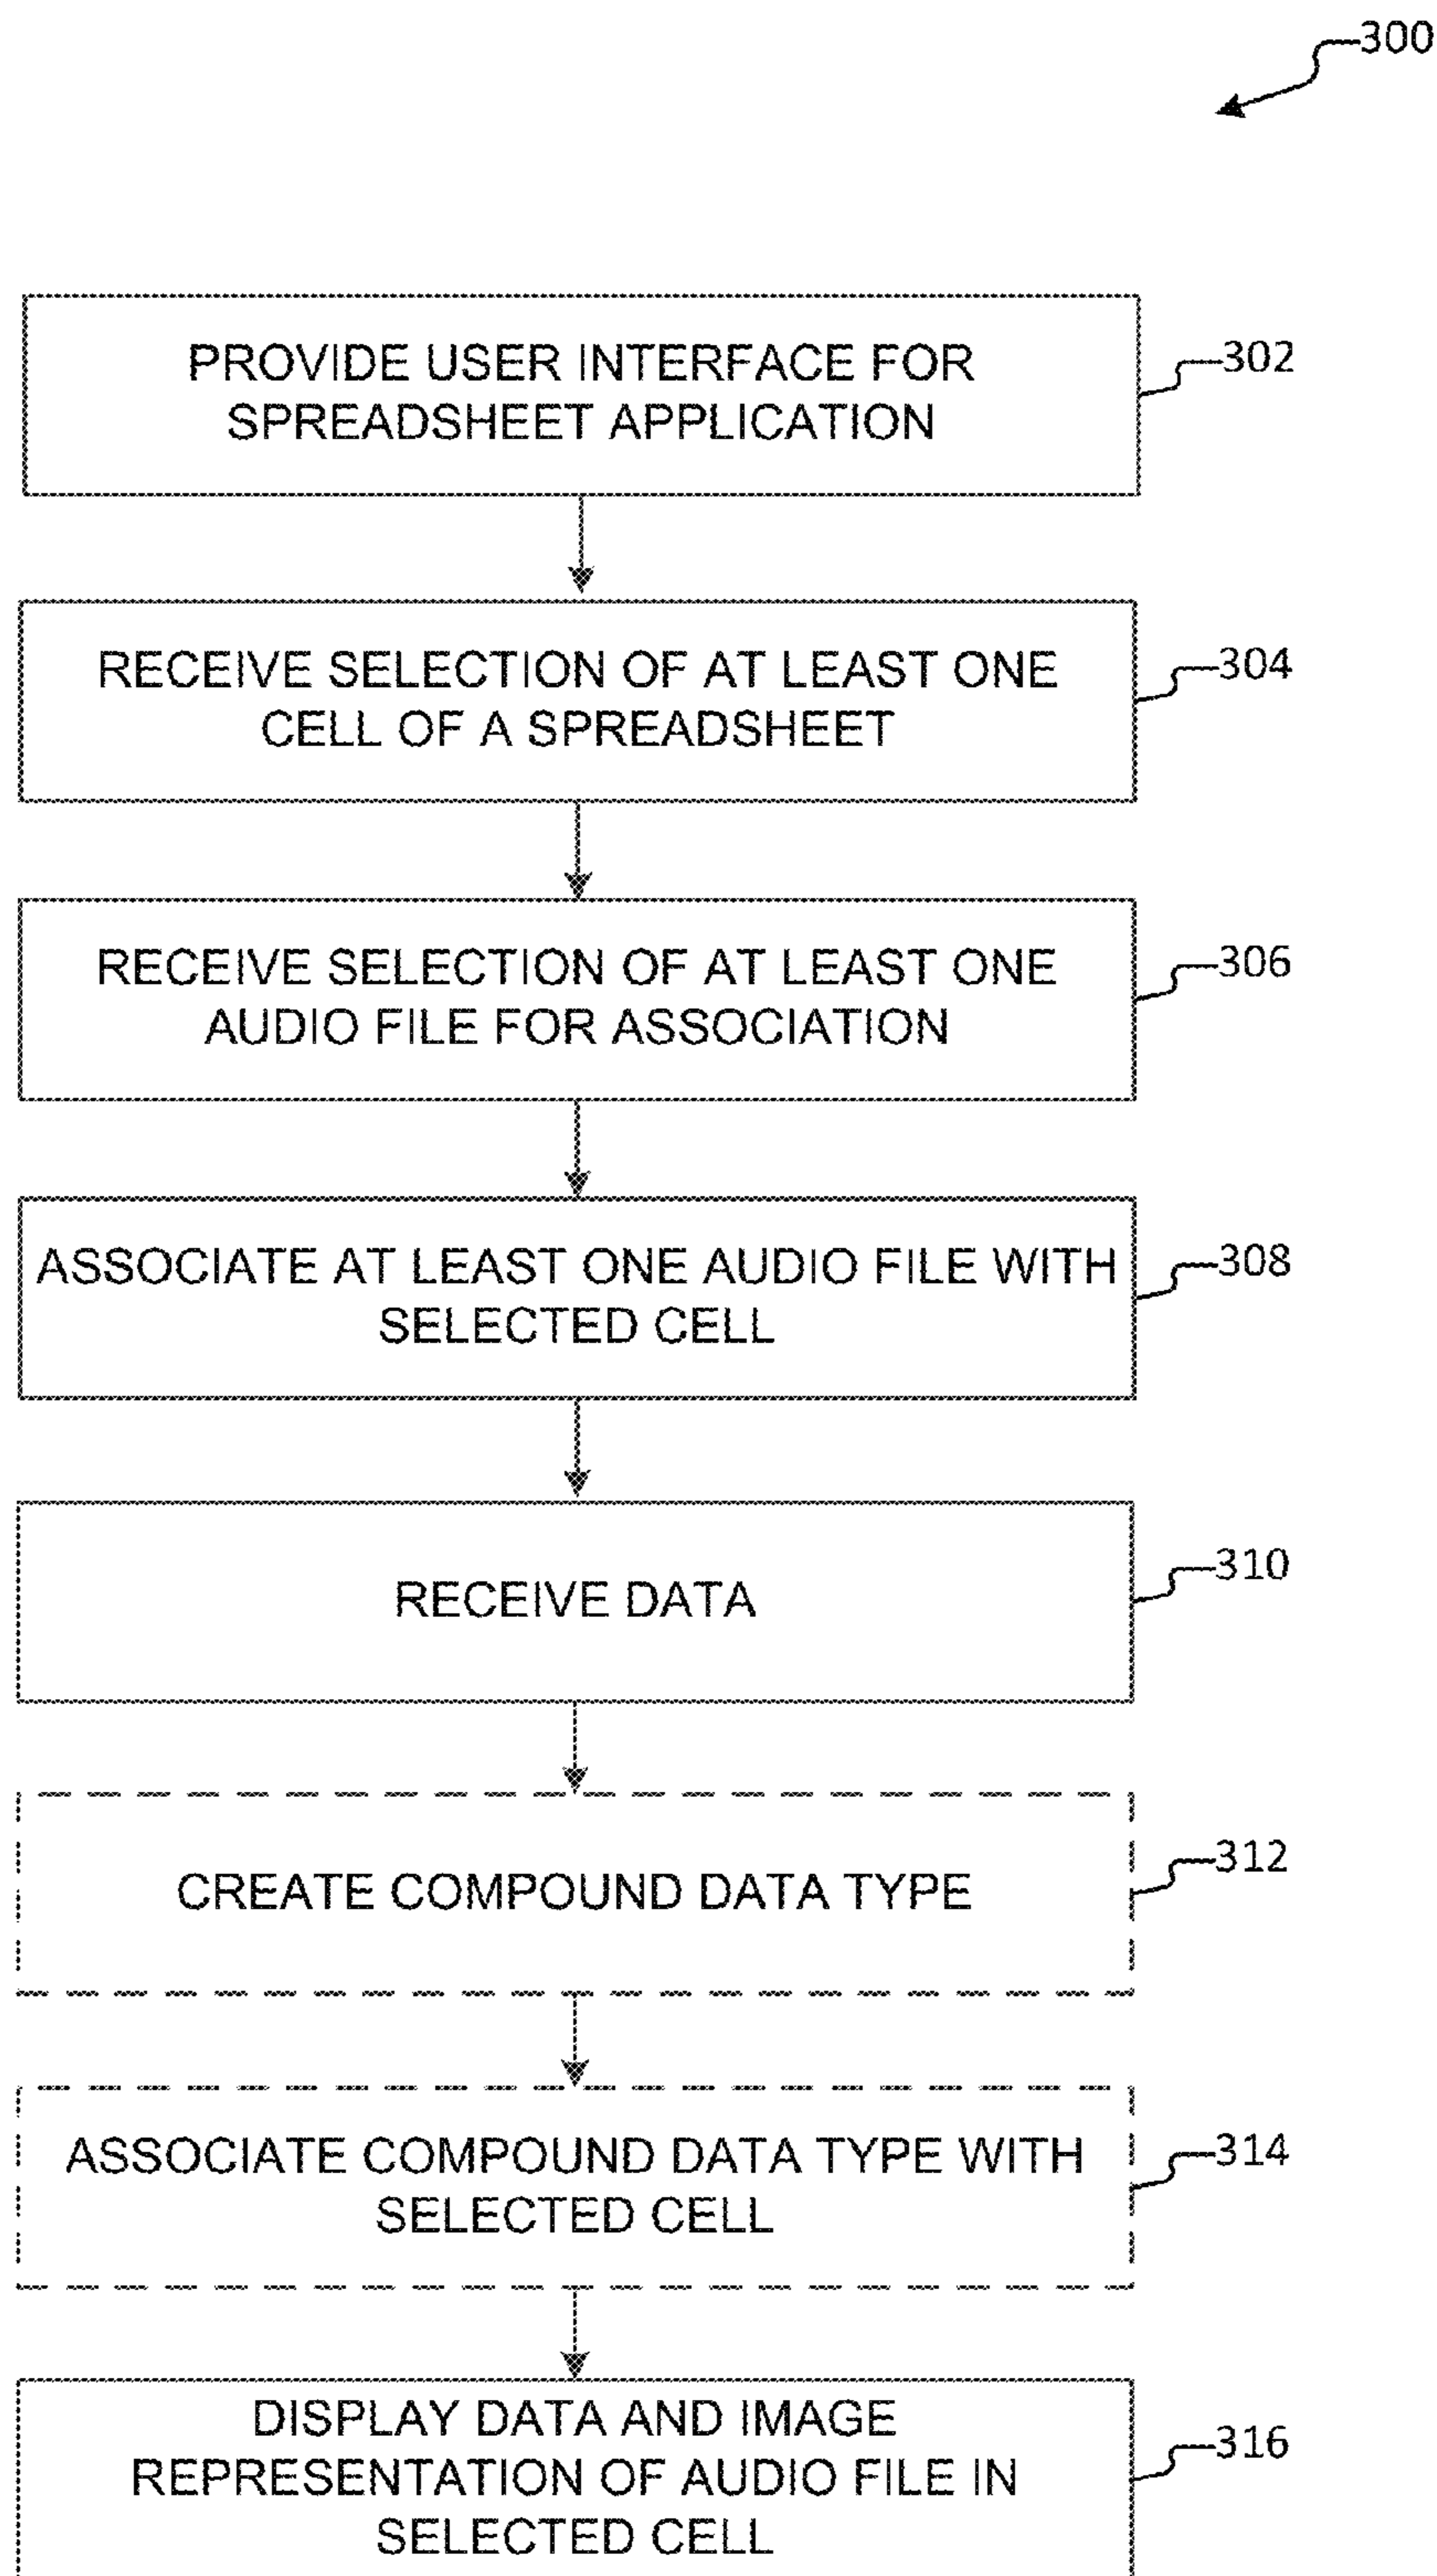 300
PROVIDE USER INTERFACE FOR
SPREADSHEET APPLICATION
302
RECEIVE SELECTION OF AT LEAST ONE
CELL OF A SPREADSHEET
304
RECEIVE SELECTION OF AT LEAST ONE
AUDIO FILE FOR ASSOCIATION
306
ASSOCIATE AT LEAST ONE AUDIO FILE WITH
SELECTED CELL
308
RECEIVE DATA
310
CREATE COMPOUND DATA TYPE
312
ASSOCIATE COMPOUND DATA TYPE WITH
SELECTED CELL
314
DISPLAY DATA AND IMAGE
REPRESENTATION OF AUDIO FILE IN
SELECTED CELL
316